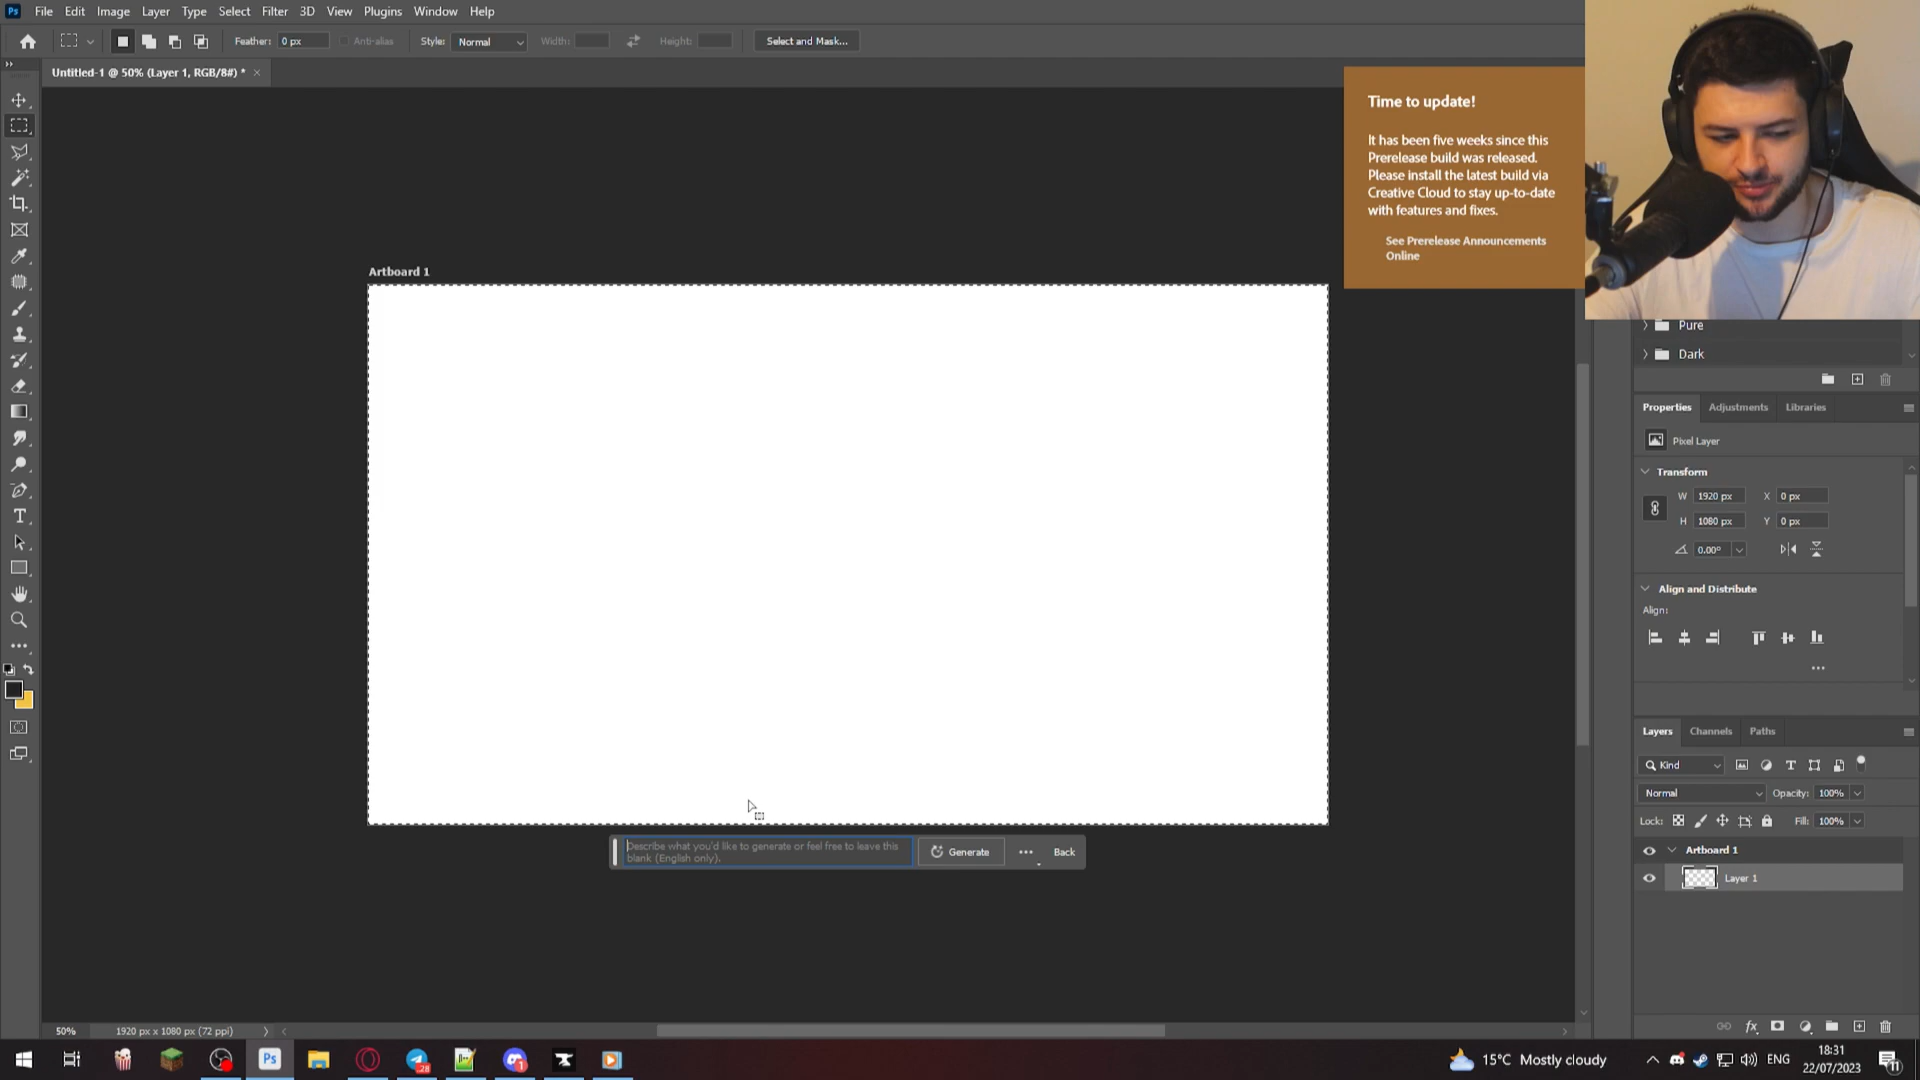 Ps File Edit Image Layer Type Select Filter 3D View Plugins Window Help
Feather: 0 px Anti-alias Style: Normal Width: Height: Select and Mask...
Untitled-1 @ 50% (Layer 1, RGB/8#) * ×
Time to update!
It has been five weeks since this
Prerelease build was released.
Please install the latest build via
Creative Cloud to stay up-to-date
with features and fixes.
See Prerelease Announcements
Online
Artboard 1
Pure
Dark
Properties Adjustments Libraries
Pixel Layer
Transform
W 1920 px X 0 px
H 1080 px Y 0 px
0.00°
Align and Distribute
Align:
Layers Channels Paths
Kind
Normal Opacity: 100%
Lock: Fill: 100%
Artboard 1
Layer 1
Describe what you'd like to generate or feel free to leave this
blank (English only).
Generate ... Back
50% 1920 px x 1080 px (72 ppi)
Ps 28 1 15°C Mostly cloudy ENG 18:31
22/07/2023 11